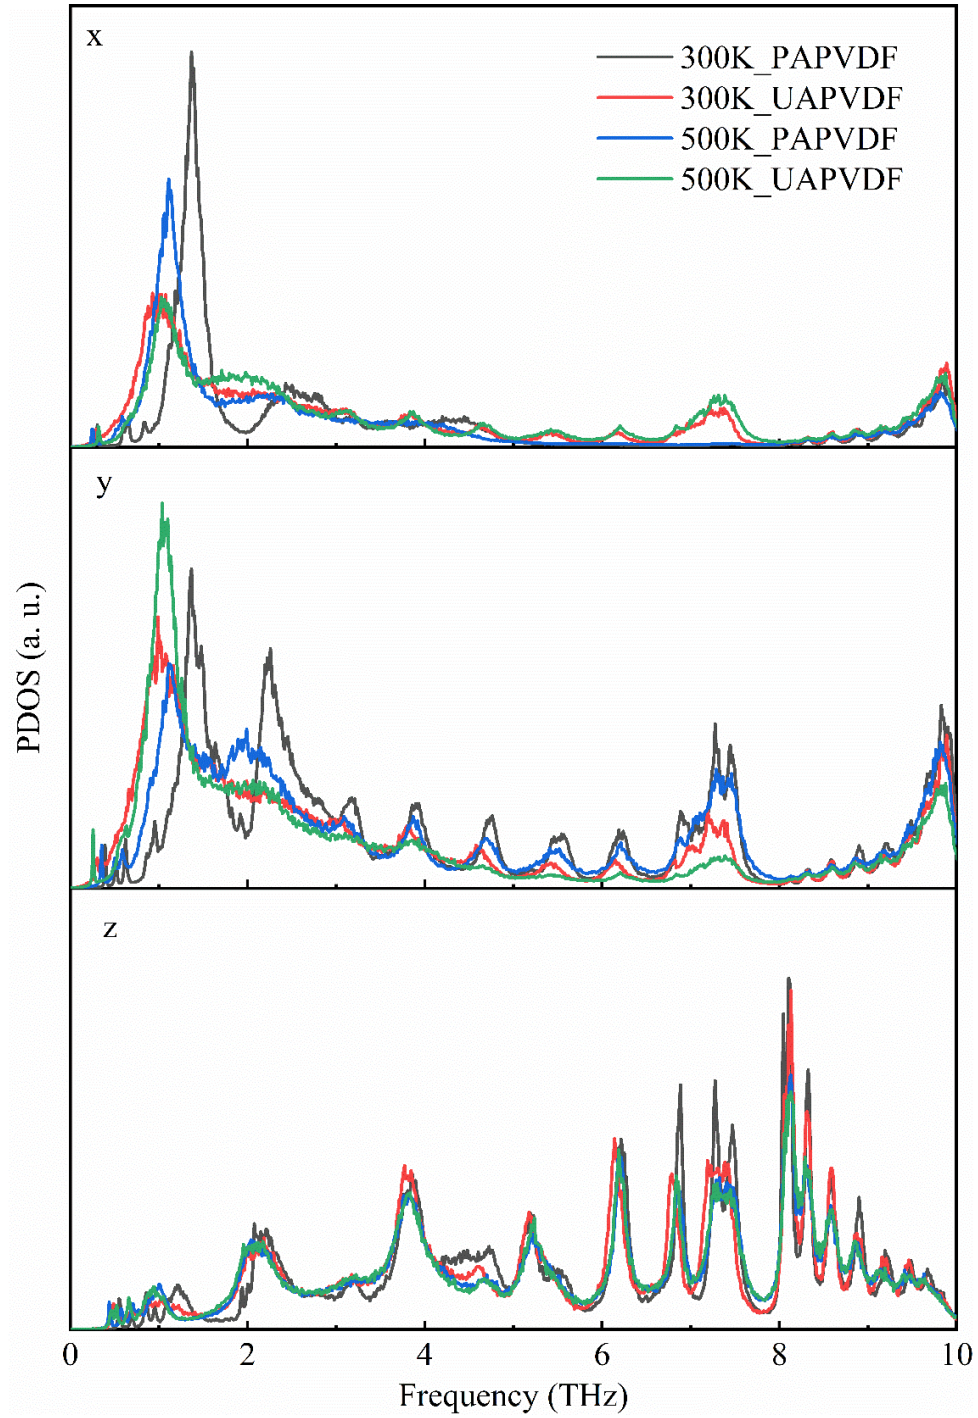 x
300K_PAPVDF
300K_UAPVDF
500K_PAPVDF
500K_UAPVDF
y
PDOS (a. u.)
z
0 2 4 6 8 10
Frequency (THz)